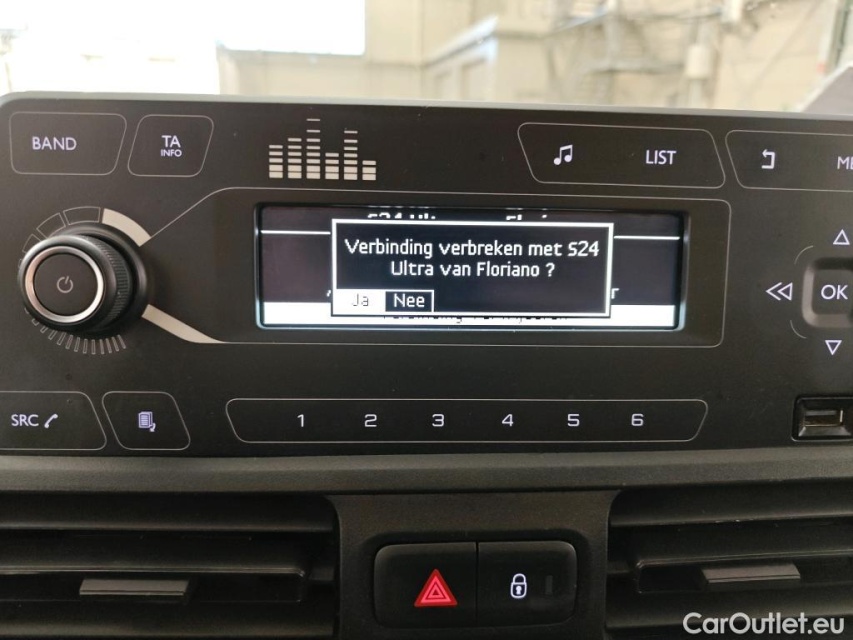 BAND
TA
INFO
LIST
Verbinding verbreken met S24
Ultra van Floriano ?
Ja Nee
OK
SRC
1 2 3 4 5 6
CarOutlet.eu